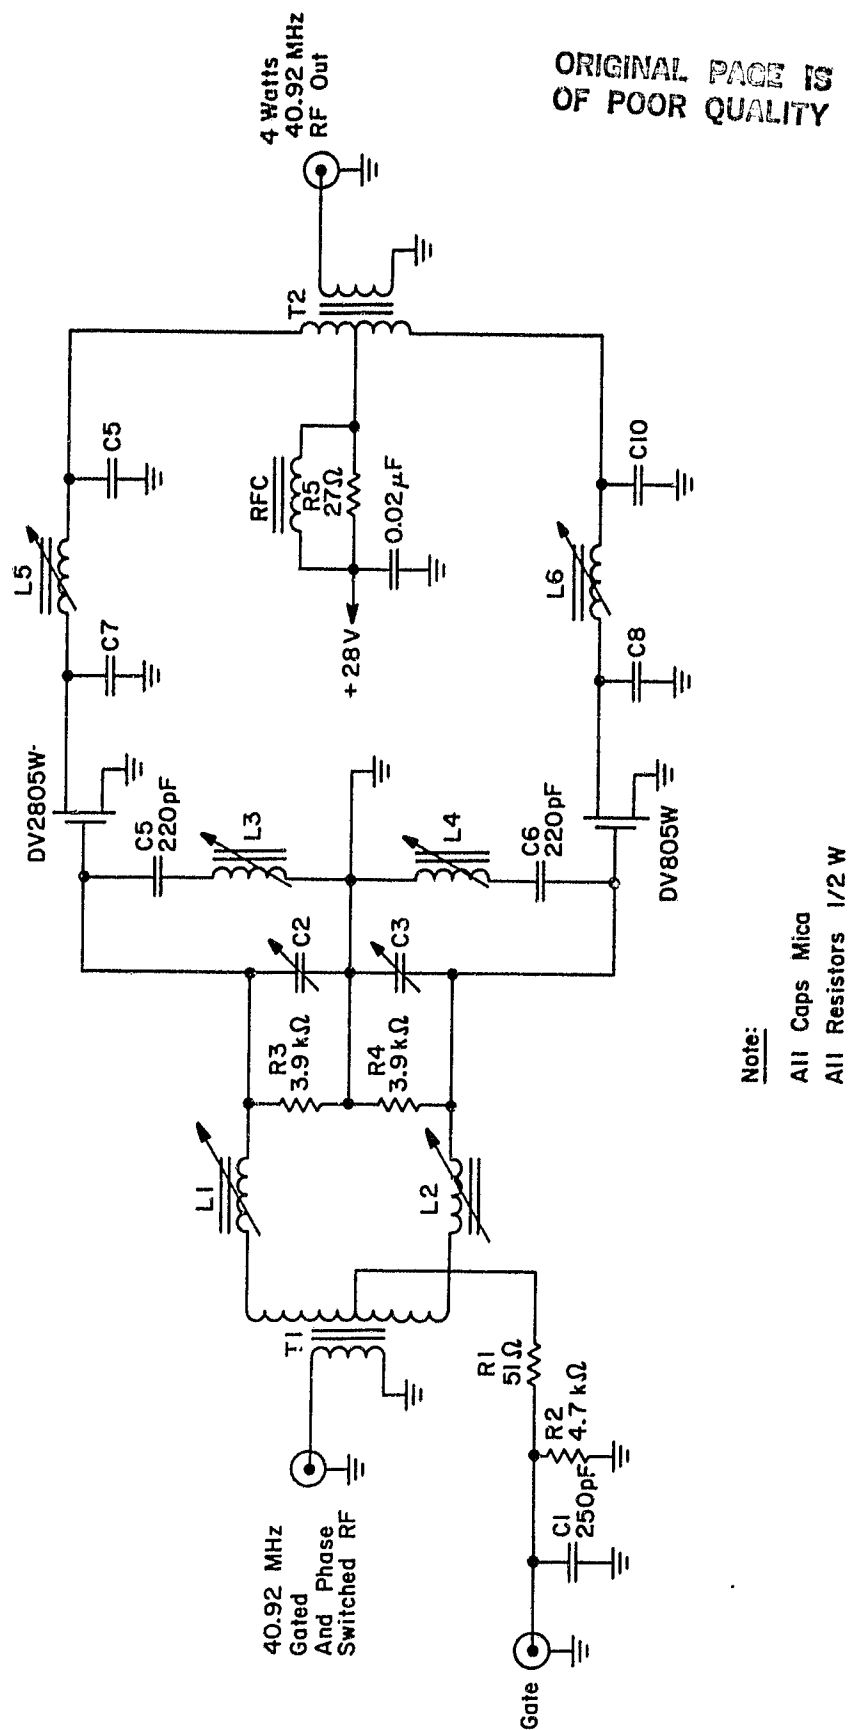 ORIGINAL PAGE IS
OF POOR QUALITY
4 Watts
40.92 MHz
RF Out
T2
C5
C10
RFC
R5
27Ω
0.02μF
+28V
L5
L6
C7
C8
DV2805W-
DV805W
C5
220pF
L3
L4
C6
220pF
C2
C3
R3
3.9kΩ
R4
3.9kΩ
L1
L2
T1
R1
51Ω
R2
4.7kΩ
C1
250pF
40.92 MHz
Gated
And Phase
Switched RF
Gate
Note:
All Caps Mica
All Resistors 1/2 W